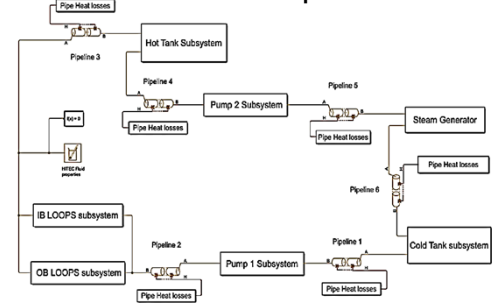 Pipe Heat losses
Pipeline 3
Hot Tank Subsystem
Pipeline 4
Pipe Heat losses
Pump 2 Subsystem
Pipeline 5
Pipe Heat losses
Steam Generator
f(x) = 0
HITEC Fluid
properties
Pipe Heat losses
Pipeline 6
IB LOOPS subsystem
OB LOOPS subsystem
Pipeline 2
Pipe Heat losses
Pump 1 Subsystem
Pipeline 1
Pipe Heat losses
Cold Tank subsystem